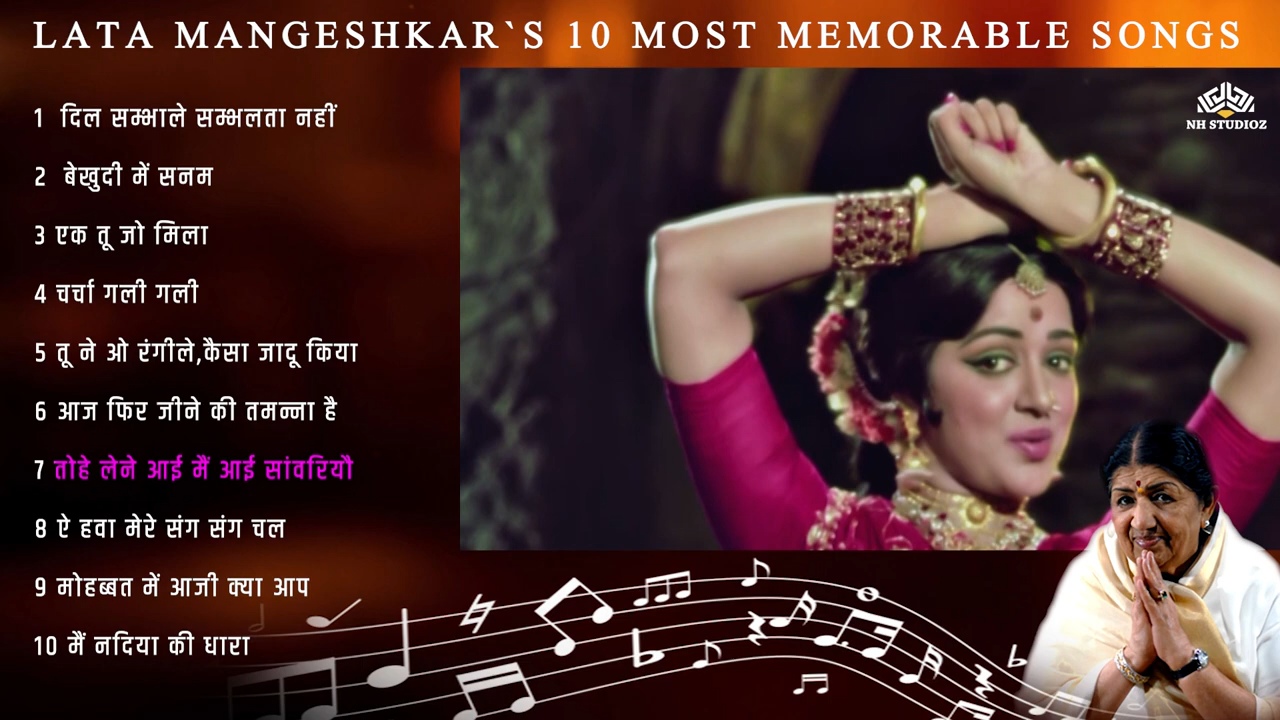 LATA MANGESHKAR`S 10 MOST MEMORABLE SONGS
NH STUDIOZ
1 दिल सम्भाले सम्भलता नहीं
2 बेखुदी में सनम
3 एक तू जो मिला
4 चर्चा गली गली
5 तू ने ओ रंगीले,कैसा जादू किया
6 आज फिर जीने की तमन्ना है
7 तोहे लेने आई मैं आई सांवरियौ
8 ऐ हवा मेरे संग संग चल
9 मोहब्बत में आजी क्या आप
10 मैं नदिया की धारा